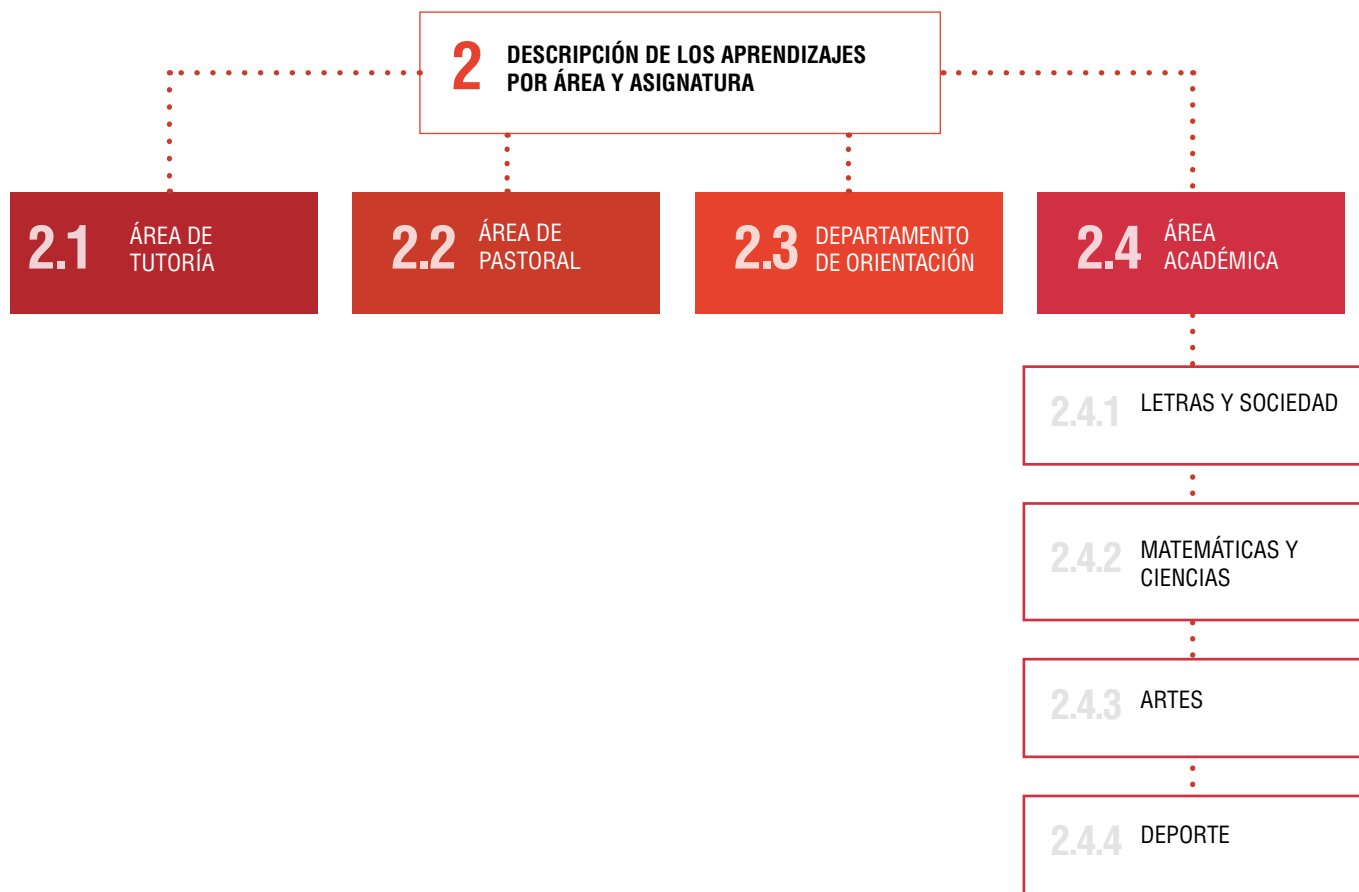 2 DESCRIPCIÓN DE LOS APRENDIZAJES
POR ÁREA Y ASIGNATURA
2.1 ÁREA DE
TUTORÍA
2.2 ÁREA DE
PASTORAL
2.3 DEPARTAMENTO
DE ORIENTACIÓN
2.4 ÁREA
ACADÉMICA
2.4.1 LETRAS Y SOCIEDAD
2.4.2 MATEMÁTICAS Y
CIENCIAS
2.4.3 ARTES
2.4.4 DEPORTE